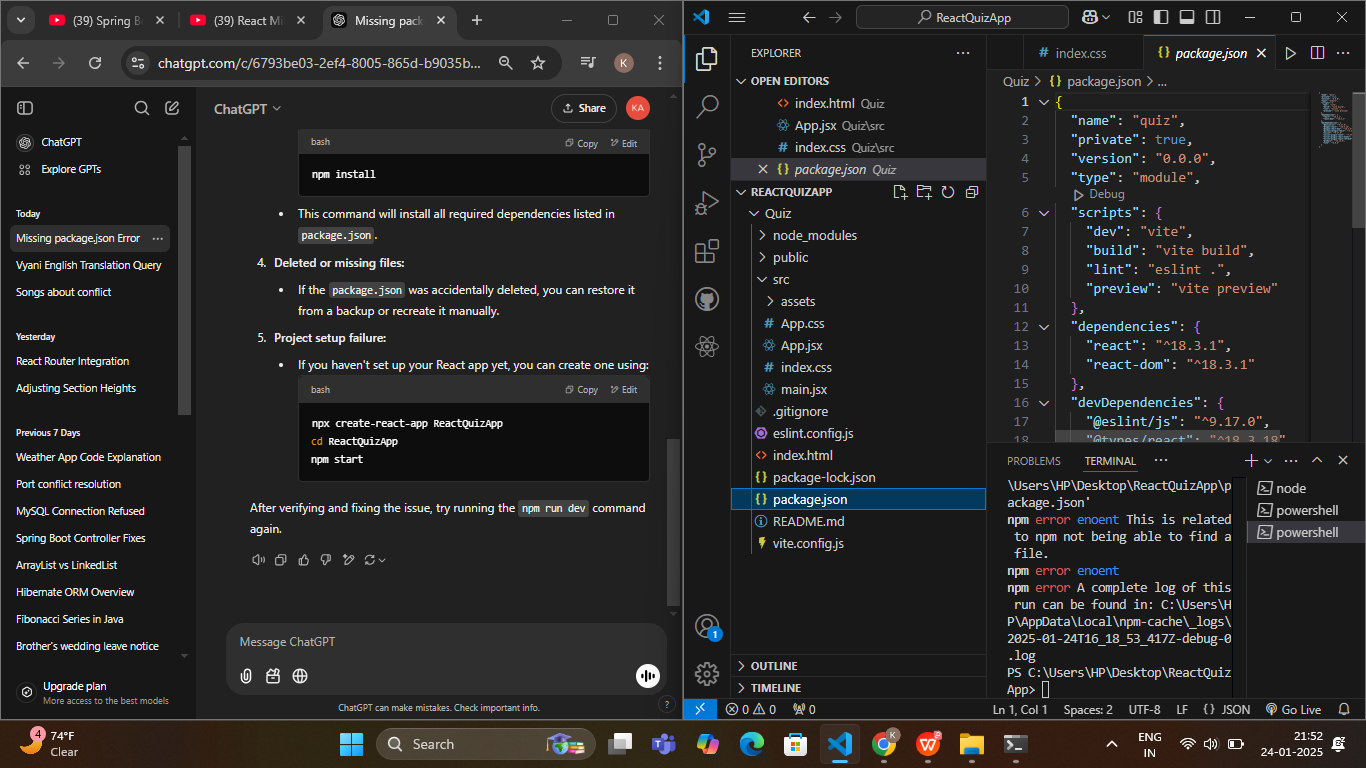 (39) Spring B
(39) React Mi
Missing pack
chatgpt.com/c/6793be03-2ef4-8005-865d-b9035b...
K
ChatGPT
Explore GPTs
Today
Missing package.json Error
Vyani English Translation Query
Songs about conflict
Yesterday
React Router Integration
Adjusting Section Heights
Previous 7 Days
Weather App Code Explanation
Port conflict resolution
MySQL Connection Refused
Spring Boot Controller Fixes
ArrayList vs LinkedList
Hibernate ORM Overview
Fibonacci Series in Java
Brother's wedding leave notice
Upgrade plan
More access to the best models
ChatGPT
Share
KA
bash
Copy
Edit
npm install
• This command will install all required dependencies listed in
package.json.
4. Deleted or missing files:
• If the package.json was accidentally deleted, you can restore it
from a backup or recreate it manually.
5. Project setup failure:
• If you haven't set up your React app yet, you can create one using:
bash
Copy
Edit
npx create-react-app ReactQuizApp
cd ReactQuizApp
npm start
After verifying and fixing the issue, try running the npm run dev command
again.
Message ChatGPT
ChatGPT can make mistakes. Check important info.
?
ReactQuizApp
EXPLORER
OPEN EDITORS
index.html Quiz
App.jsx Quiz\src
index.css Quiz\src
package.json Quiz
REACTQUIZAPP
Quiz
node_modules
public
src
assets
App.css
App.jsx
index.css
main.jsx
.gitignore
eslint.config.js
index.html
package-lock.json
package.json
README.md
vite.config.js
OUTLINE
TIMELINE
1
index.css
package.json
Quiz > {} package.json > ...
1 {
2 "name": "quiz",
3 "private": true,
4 "version": "0.0.0",
5 "type": "module",
Debug
6 "scripts": {
7 "dev": "vite",
8 "build": "vite build",
9 "lint": "eslint .",
10 "preview": "vite preview"
11 },
12 "dependencies": {
13 "react": "^18.3.1",
14 "react-dom": "^18.3.1"
15 },
16 "devDependencies": {
17 "@eslint/js": "^9.17.0",
18 "@types/react": "^18.3.18"
PROBLEMS
TERMINAL
\Users\HP\Desktop\ReactQuizApp\p
ackage.json'
npm error enoent This is related
to npm not being able to find a
file.
npm error enoent
npm error A complete log of this
run can be found in: C:\Users\H
P\AppData\Local\npm-cache\_logs\
2025-01-24T16_18_53_417Z-debug-0
.log
PS C:\Users\HP\Desktop\ReactQuiz
App>
node
powershell
powershell
0 0 0
Ln 1, Col 1
Spaces: 2
UTF-8
LF
{} JSON
Go Live
4
74°F
Clear
Search
K
ENG
IN
21:52
24-01-2025